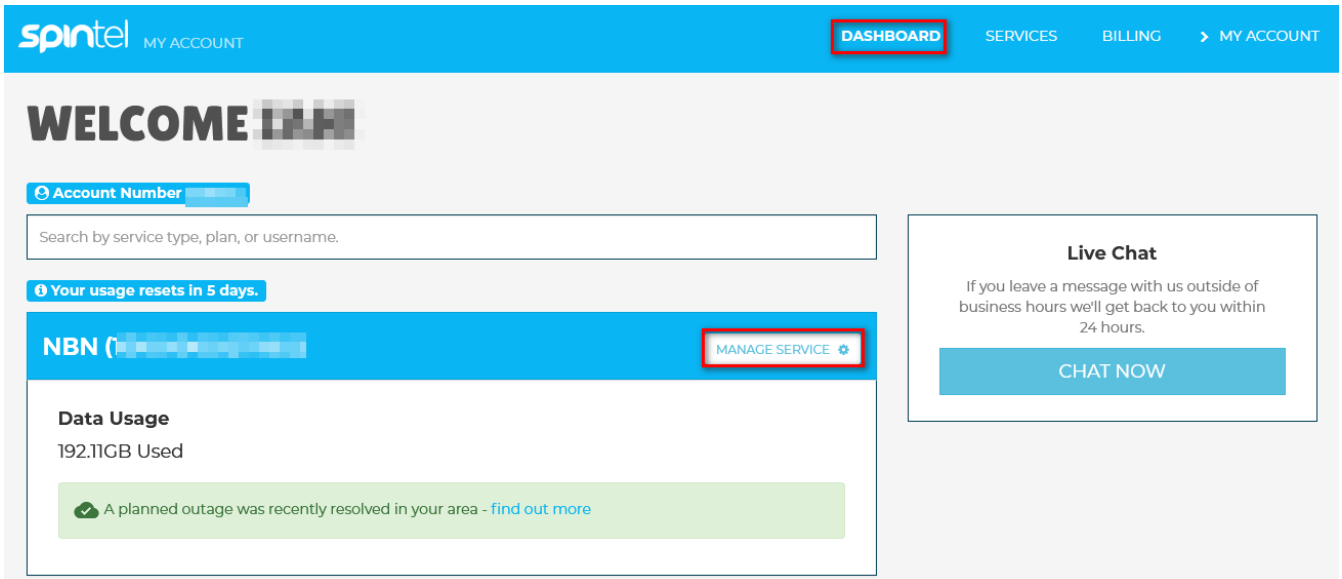 spintel MY ACCOUNT
DASHBOARD SERVICES BILLING MY ACCOUNT
WELCOME
Account Number
Search by service type, plan, or username.
Your usage resets in 5 days.
NBN (
MANAGE SERVICE
Data Usage
192.11GB Used
A planned outage was recently resolved in your area - find out more
Live Chat
If you leave a message with us outside of
business hours we'll get back to you within
24 hours.
CHAT NOW